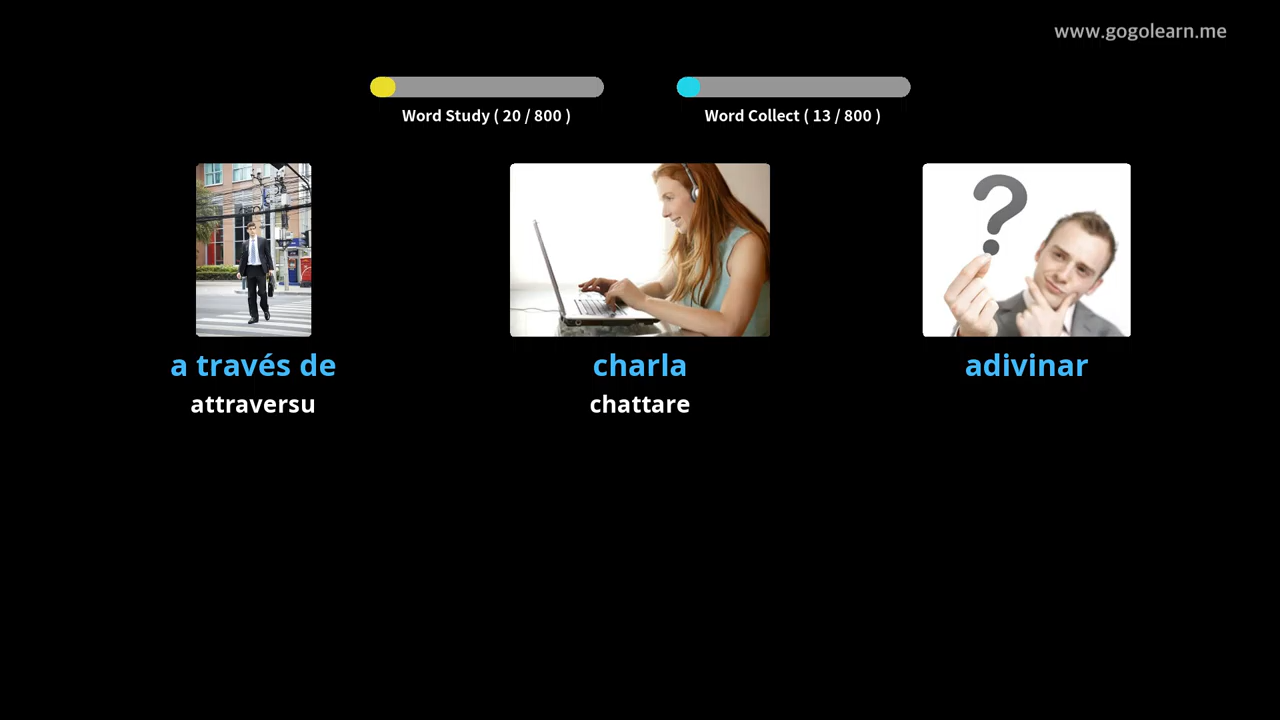 www.gogolearn.me
Word Study ( 20 / 800 )
Word Collect ( 13 / 800 )
a través de
charla
adivinar
attraversu
chattare